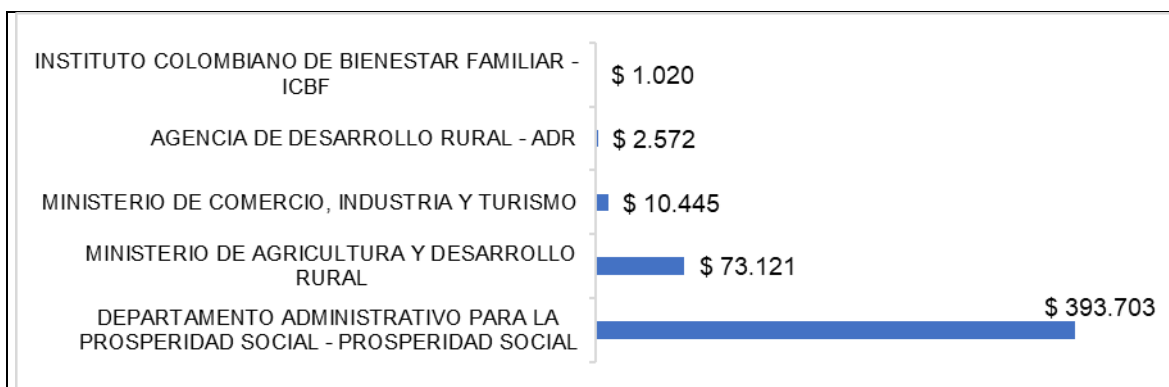 INSTITUTO COLOMBIANO DE BIENESTAR FAMILIAR -
ICBF
$ 1.020
AGENCIA DE DESARROLLO RURAL - ADR
$ 2.572
MINISTERIO DE COMERCIO, INDUSTRIA Y TURISMO
$ 10.445
MINISTERIO DE AGRICULTURA Y DESARROLLO
RURAL
$ 73.121
DEPARTAMENTO ADMINISTRATIVO PARA LA
PROSPERIDAD SOCIAL - PROSPERIDAD SOCIAL
$ 393.703